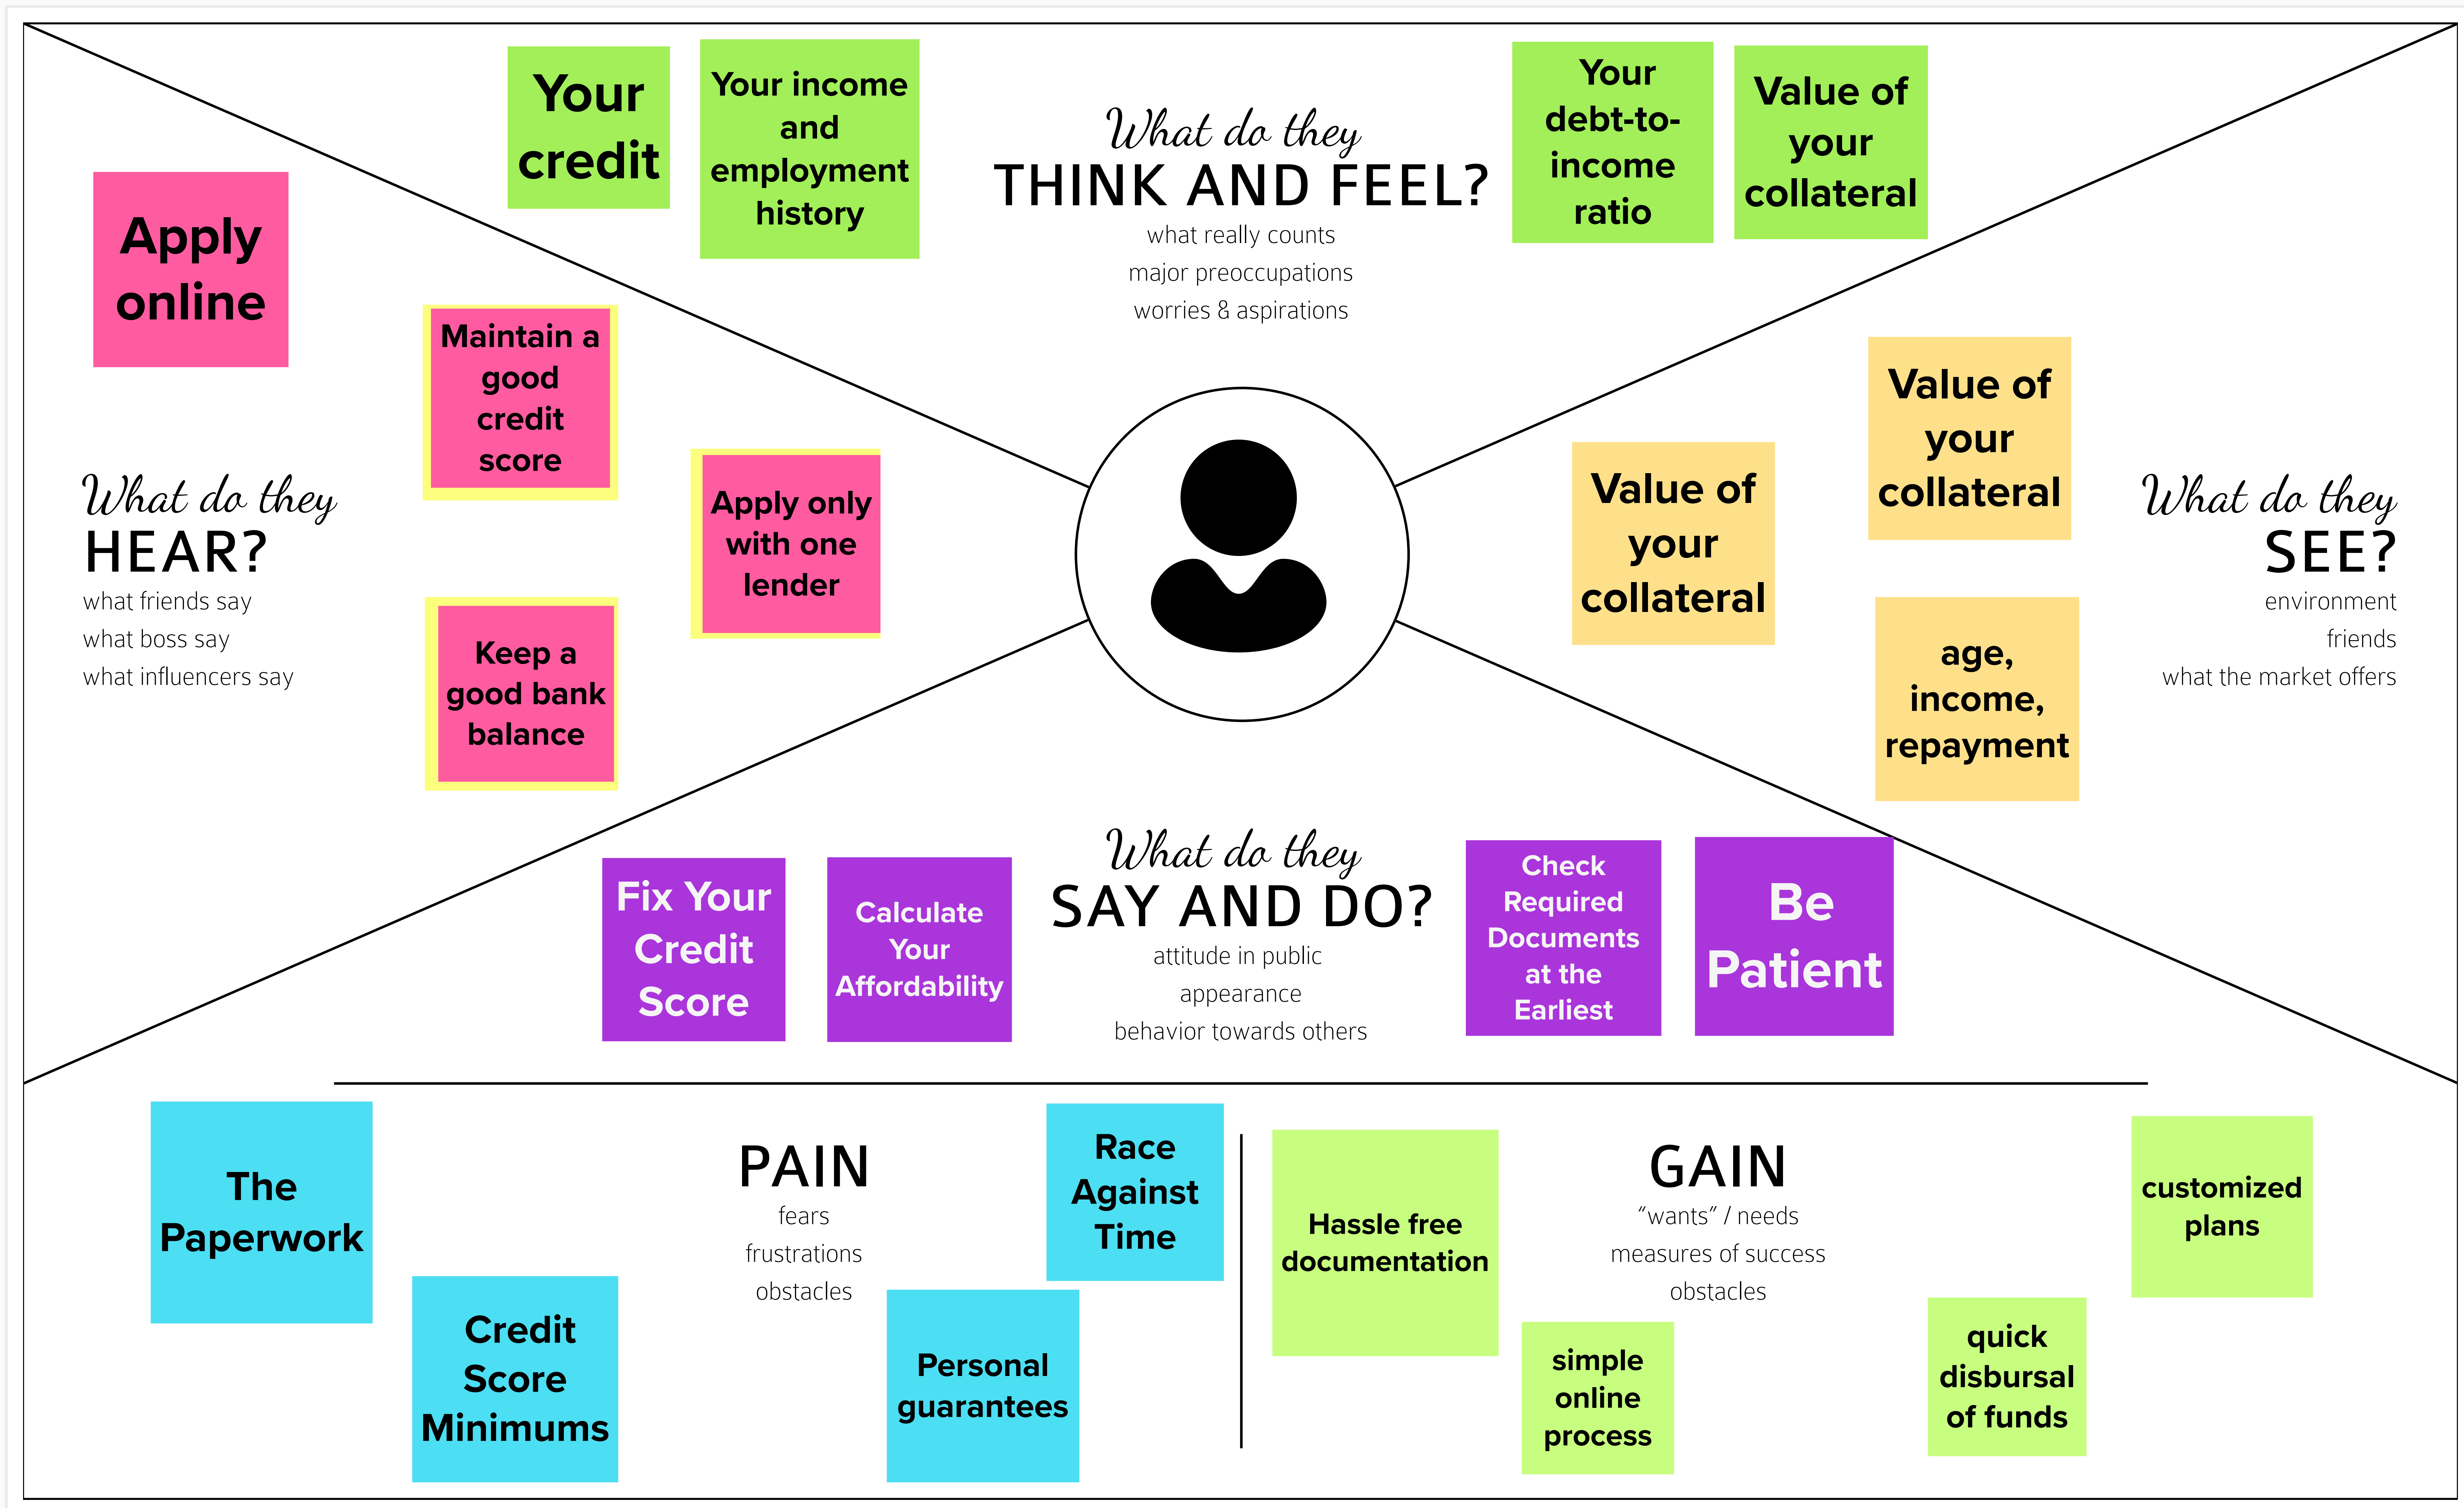 Your
credit
Your income
and
employment
history
What do they
THINK AND FEEL?
what really counts
major preoccupations
worries & aspirations
Your
debt-to-
income
ratio
Value of
your
collateral
Apply
online
Maintain a
good
credit
score
Apply only
with one
lender
Keep a
good bank
balance
What do they
HEAR?
what friends say
what boss say
what influencers say
Value of
your
collateral
Value of
your
collateral
age,
income,
repayment
What do they
SEE?
environment
friends
what the market offers
Fix Your
Credit
Score
Calculate
Your
Affordability
What do they
SAY AND DO?
attitude in public
appearance
behavior towards others
Check
Required
Documents
at the
Earliest
Be
Patient
The
Paperwork
Credit
Score
Minimums
PAIN
fears
frustrations
obstacles
Race
Against
Time
Personal
guarantees
Hassle free
documentation
GAIN
“wants” / needs
measures of success
obstacles
simple
online
process
quick
disbursal
of funds
customized
plans